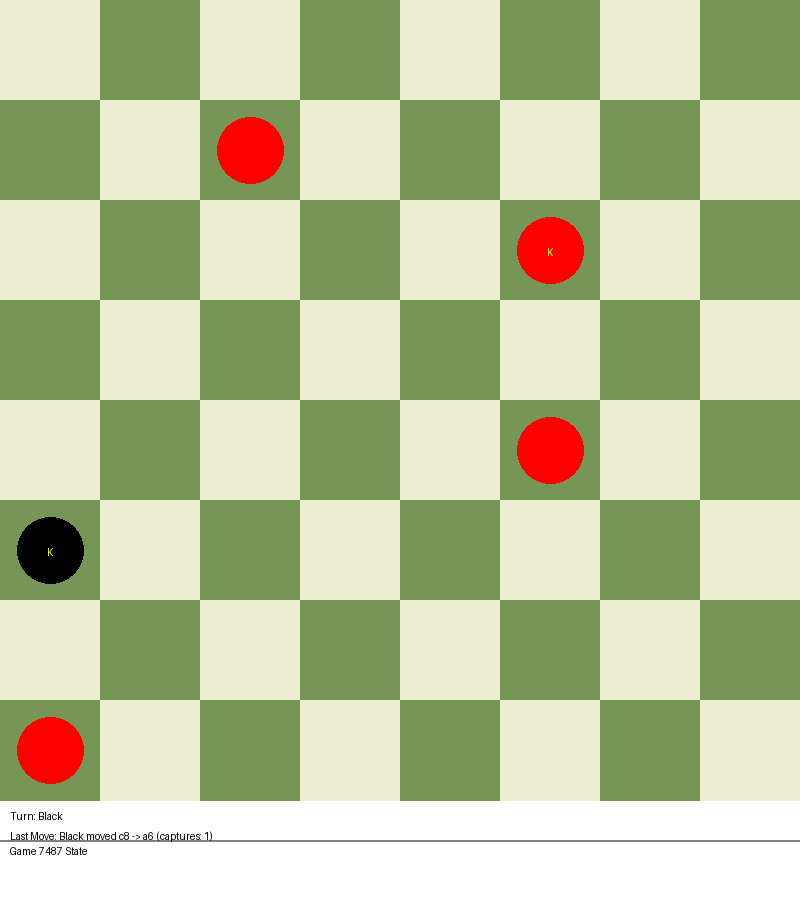 K
K
Turn: Black
Last Move: Black moved c8 -> a6 (captures: 1)
Game 7487 State